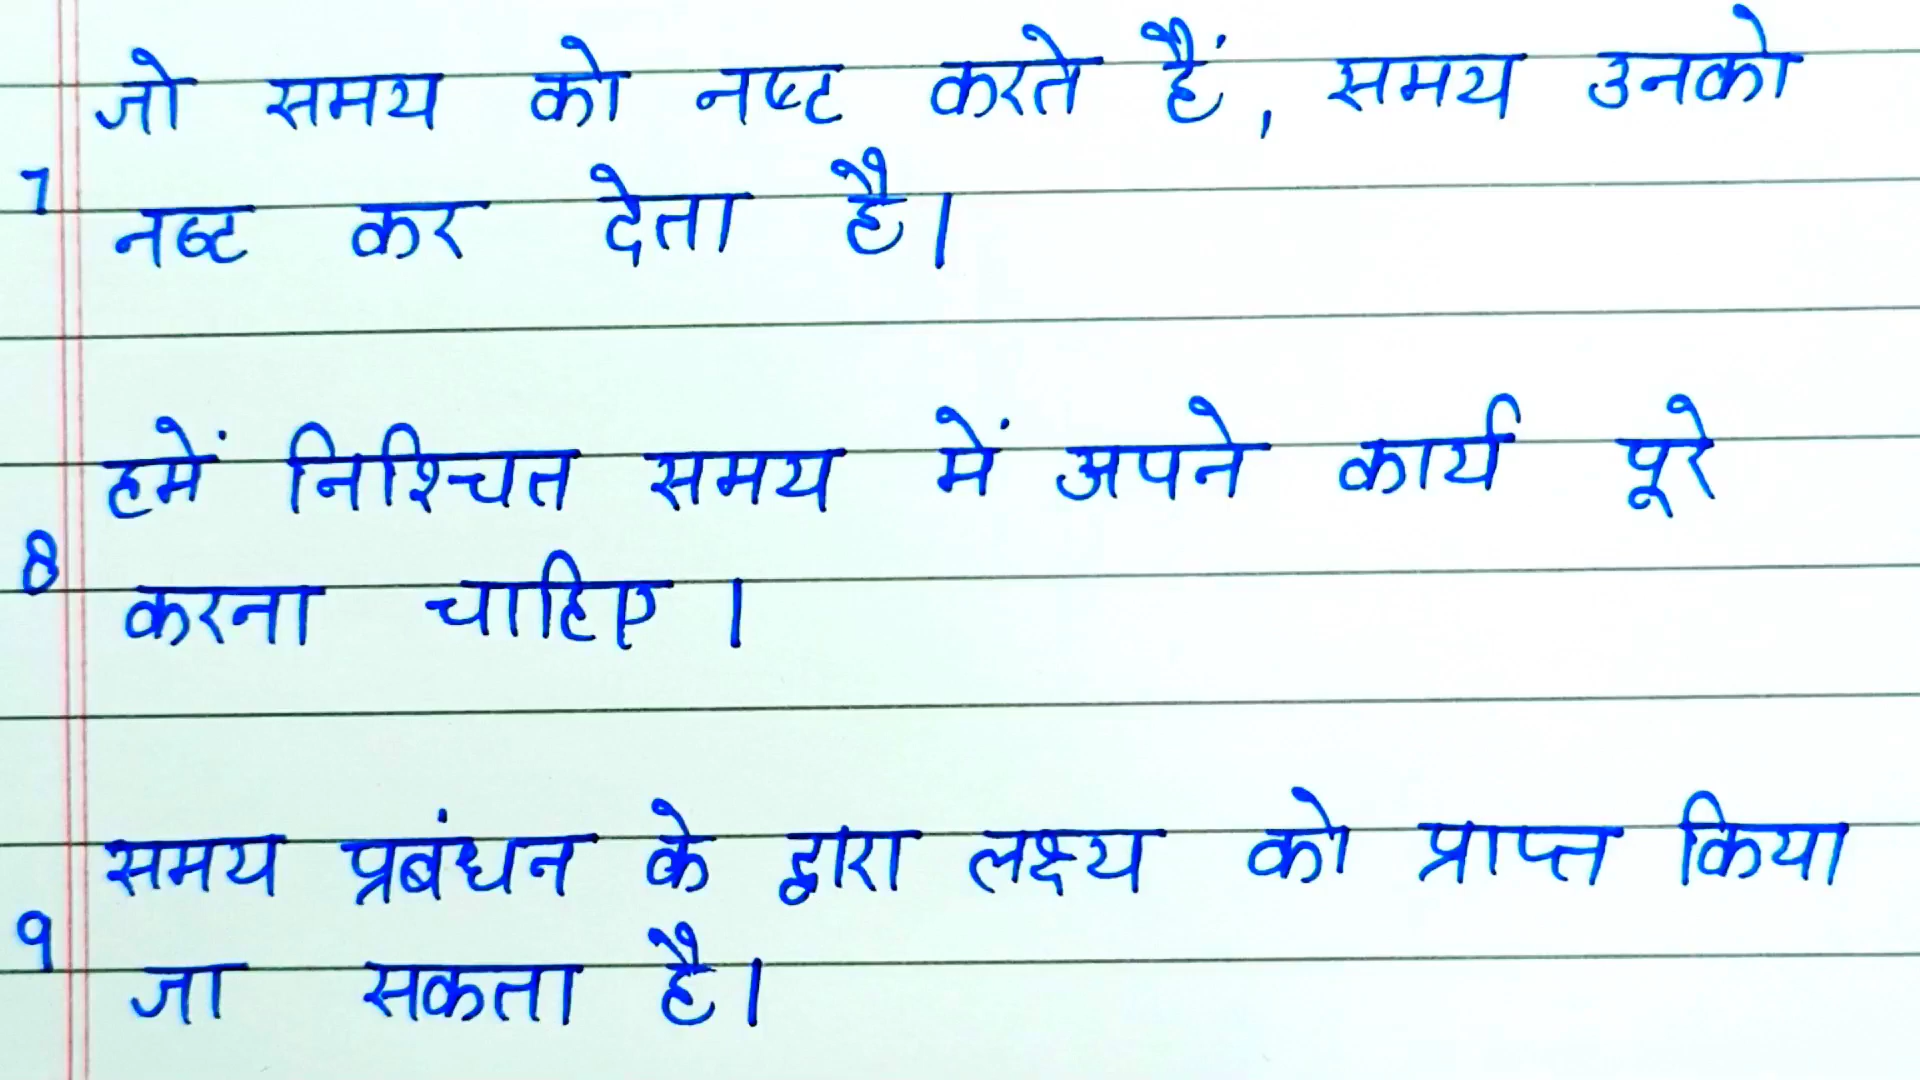 जो समय को नष्ट करते हैं, समय उनको
7
नष्ट कर देता है।
हमें निश्चित समय में अपने कार्य पूरे
8
करना चाहिए।
समय प्रबंधन के द्वारा लक्ष्य को प्राप्त किया
9
जा सकता है।